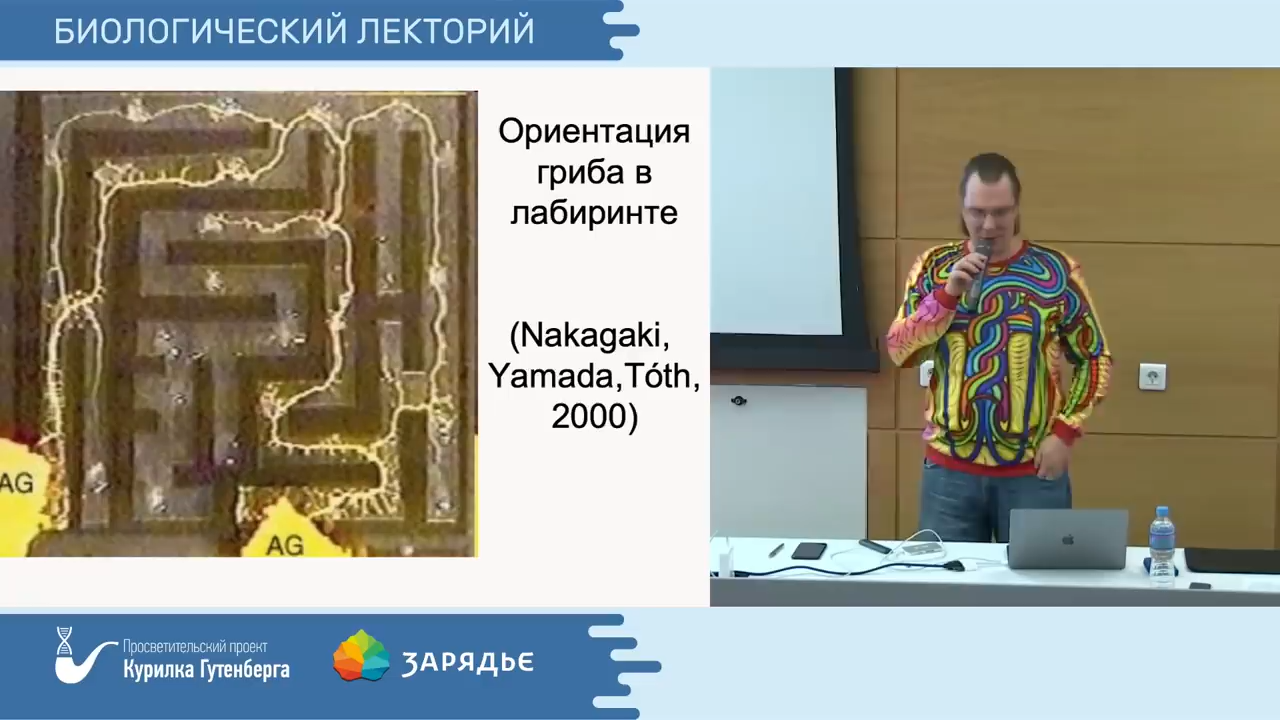 БИОЛОГИЧЕСКИЙ ЛЕКТОРИЙ
Ориентация
гриба в
лабиринте
(Nakagaki,
Yamada,Tóth,
2000)
AG
AG
Просветительский проект
Курилка Гутенберга
ЗАРЯДЬЕ